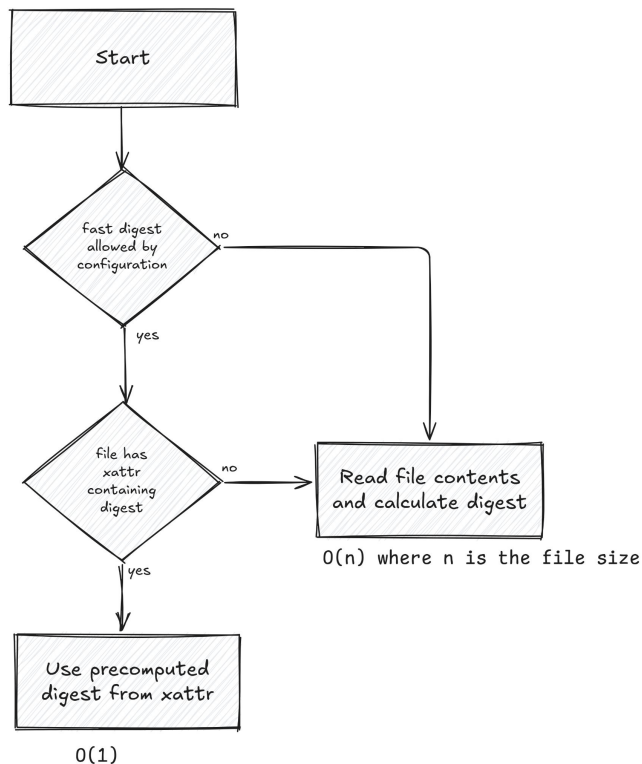 Start
fast digest
allowed by
configuration
no
yes
file has
xattr
containing
digest
no
yes
Read file contents
and calculate digest
O(n) where n is the file size
Use precomputed
digest from xattr
O(1)